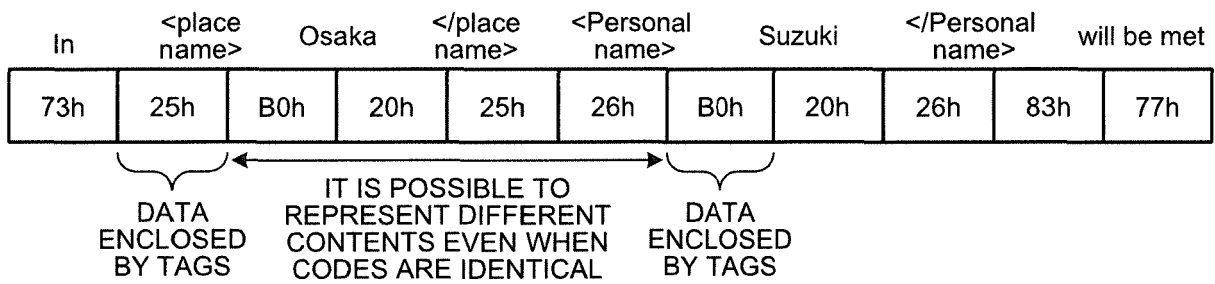 In <place name> Osaka </place name> <Personal name> Suzuki </Personal name> will be met
73h 25h B0h 20h 25h 26h B0h 20h 26h 83h 77h
DATA
ENCLOSED
BY TAGS
IT IS POSSIBLE TO
REPRESENT DIFFERENT
CONTENTS EVEN WHEN
CODES ARE IDENTICAL
DATA
ENCLOSED
BY TAGS